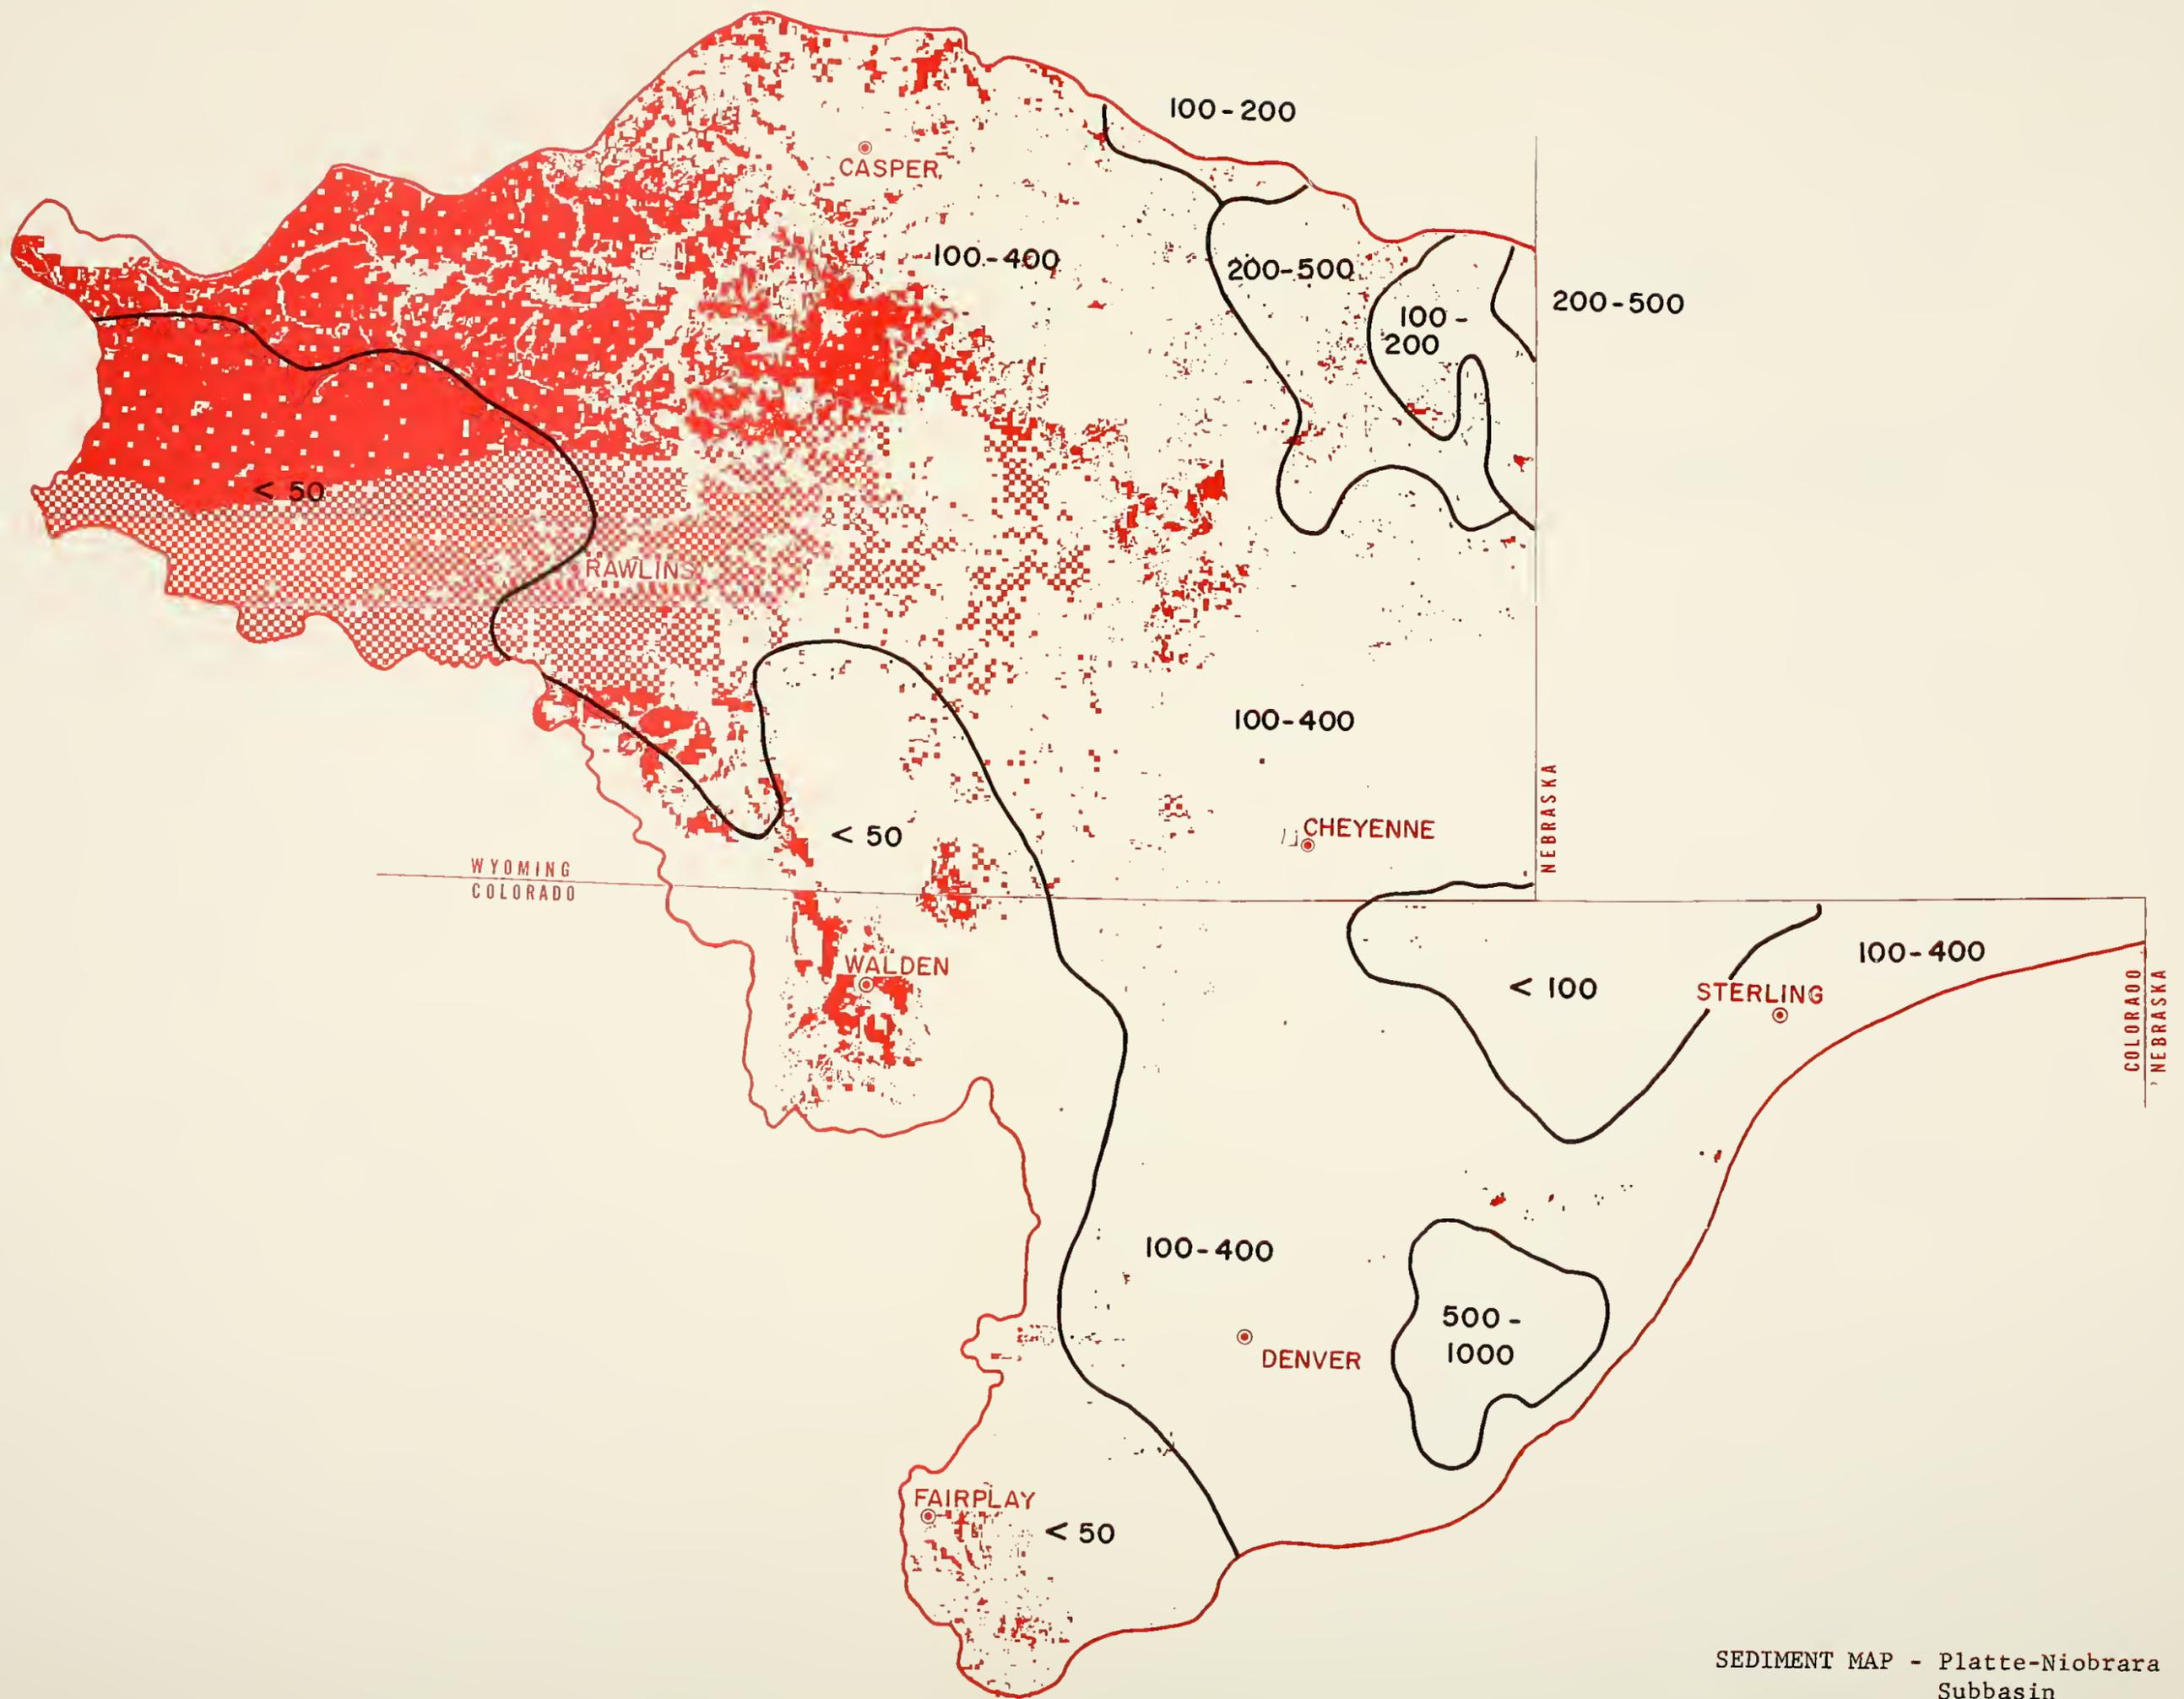 100-200
CASPER
100-400
200-500
100-
200
200-500
< 50
RAWLINS
100-400
NEBRASKA
CHEYENNE
< 50
WYOMING
COLORADO
WALDEN
100-400
< 100
STERLING
COLORADO
NEBRASKA
100-400
500-
1000
DENVER
FAIRPLAY
< 50
SEDIMENT MAP - Platte-Niobrara
Subbasin